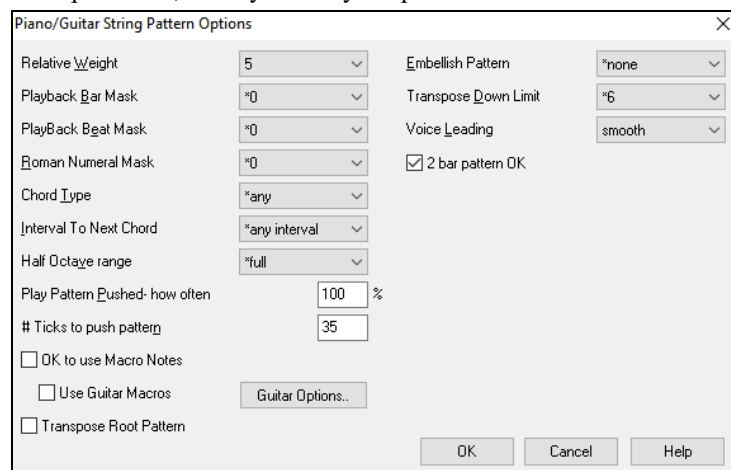 Piano/Guitar String Pattern Options
Relative Weight 5
Playback Bar Mask *0
PlayBack Beat Mask *0
Roman Numeral Mask *0
Chord Type *any
Interval To Next Chord *any interval
Half Octave range *full
Play Pattern Pushed- how often 100 %
# Ticks to push pattern 35
OK to use Macro Notes
Use Guitar Macros Guitar Options..
Transpose Root Pattern
Embellish Pattern *none
Transpose Down Limit *6
Voice Leading smooth
2 bar pattern OK
OK Cancel Help